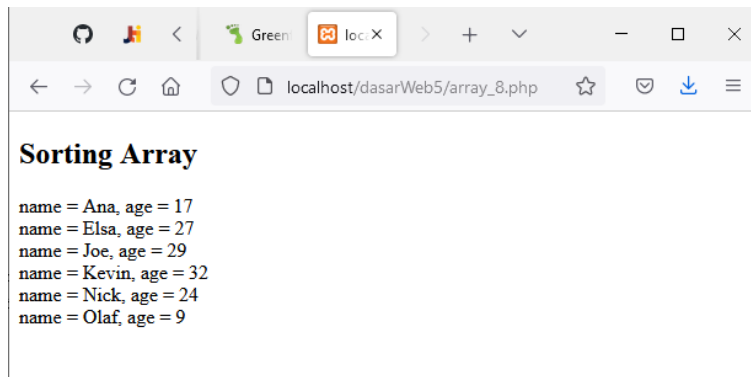 Green
loc
localhost/dasarWeb5/array_8.php
Sorting Array
name = Ana, age = 17
name = Elsa, age = 27
name = Joe, age = 29
name = Kevin, age = 32
name = Nick, age = 24
name = Olaf, age = 9